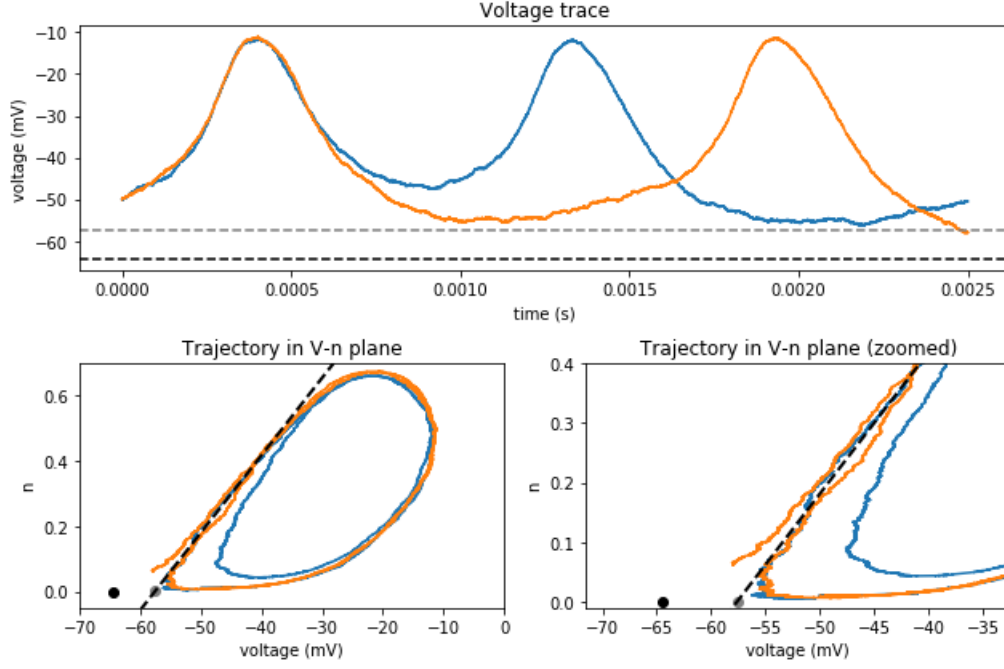 Voltage trace
−10
−20
−30
−40
−50
−60
voltage (mV)
0.0000 0.0005 0.0010 0.0015 0.0020 0.0025
time (s)
Trajectory in V-n plane
0.6
0.4
0.2
0.0
n
−70 −60 −50 −40 −30 −20 −10 0
voltage (mV)
Trajectory in V-n plane (zoomed)
0.4
0.3
0.2
0.1
0.0
n
−70 −65 −60 −55 −50 −45 −40 −35
voltage (mV)